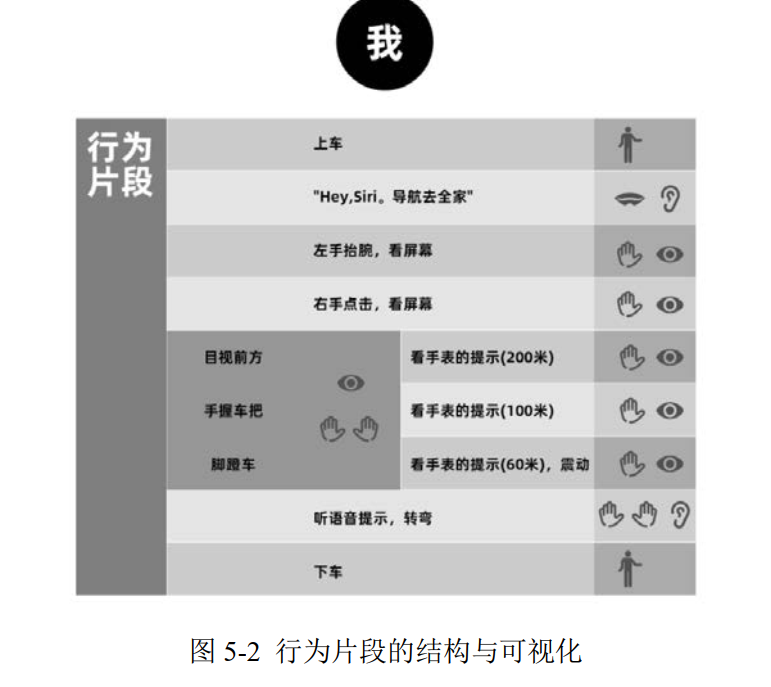 我
行为
片段
上车
"Hey,Siri。导航去全家"
左手抬腕，看屏幕
右手点击，看屏幕
目视前方
看手表的提示(200米)
手握车把
看手表的提示(100米)
脚蹬车
看手表的提示(60米)，震动
听语音提示，转弯
下车
图 5-2 行为片段的结构与可视化